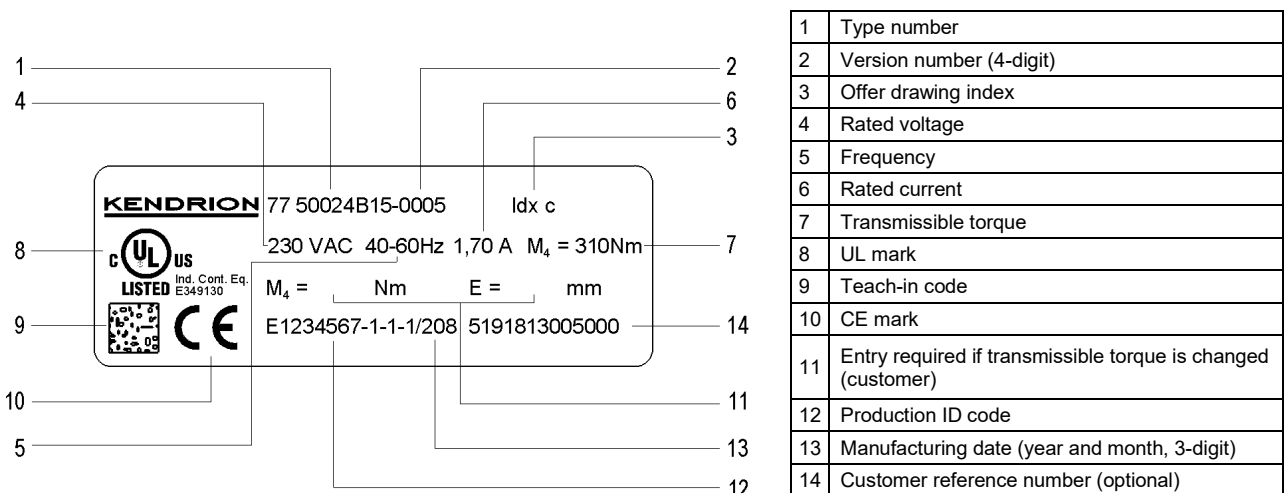 1
4
2
6
3
KENDRION 77 50024B15-0005 Idx c
230 VAC 40-60Hz 1,70 A M₄ = 310Nm
C UL US
LISTED Ind. Cont. Eq.
E349130
M₄ = Nm E = mm
CE
E1234567-1-1-1/208 5191813005000
8
9
10
5
7
14
11
13
12
1 Type number
2 Version number (4-digit)
3 Offer drawing index
4 Rated voltage
5 Frequency
6 Rated current
7 Transmissible torque
8 UL mark
9 Teach-in code
10 CE mark
11 Entry required if transmissible torque is changed
(customer)
12 Production ID code
13 Manufacturing date (year and month, 3-digit)
14 Customer reference number (optional)